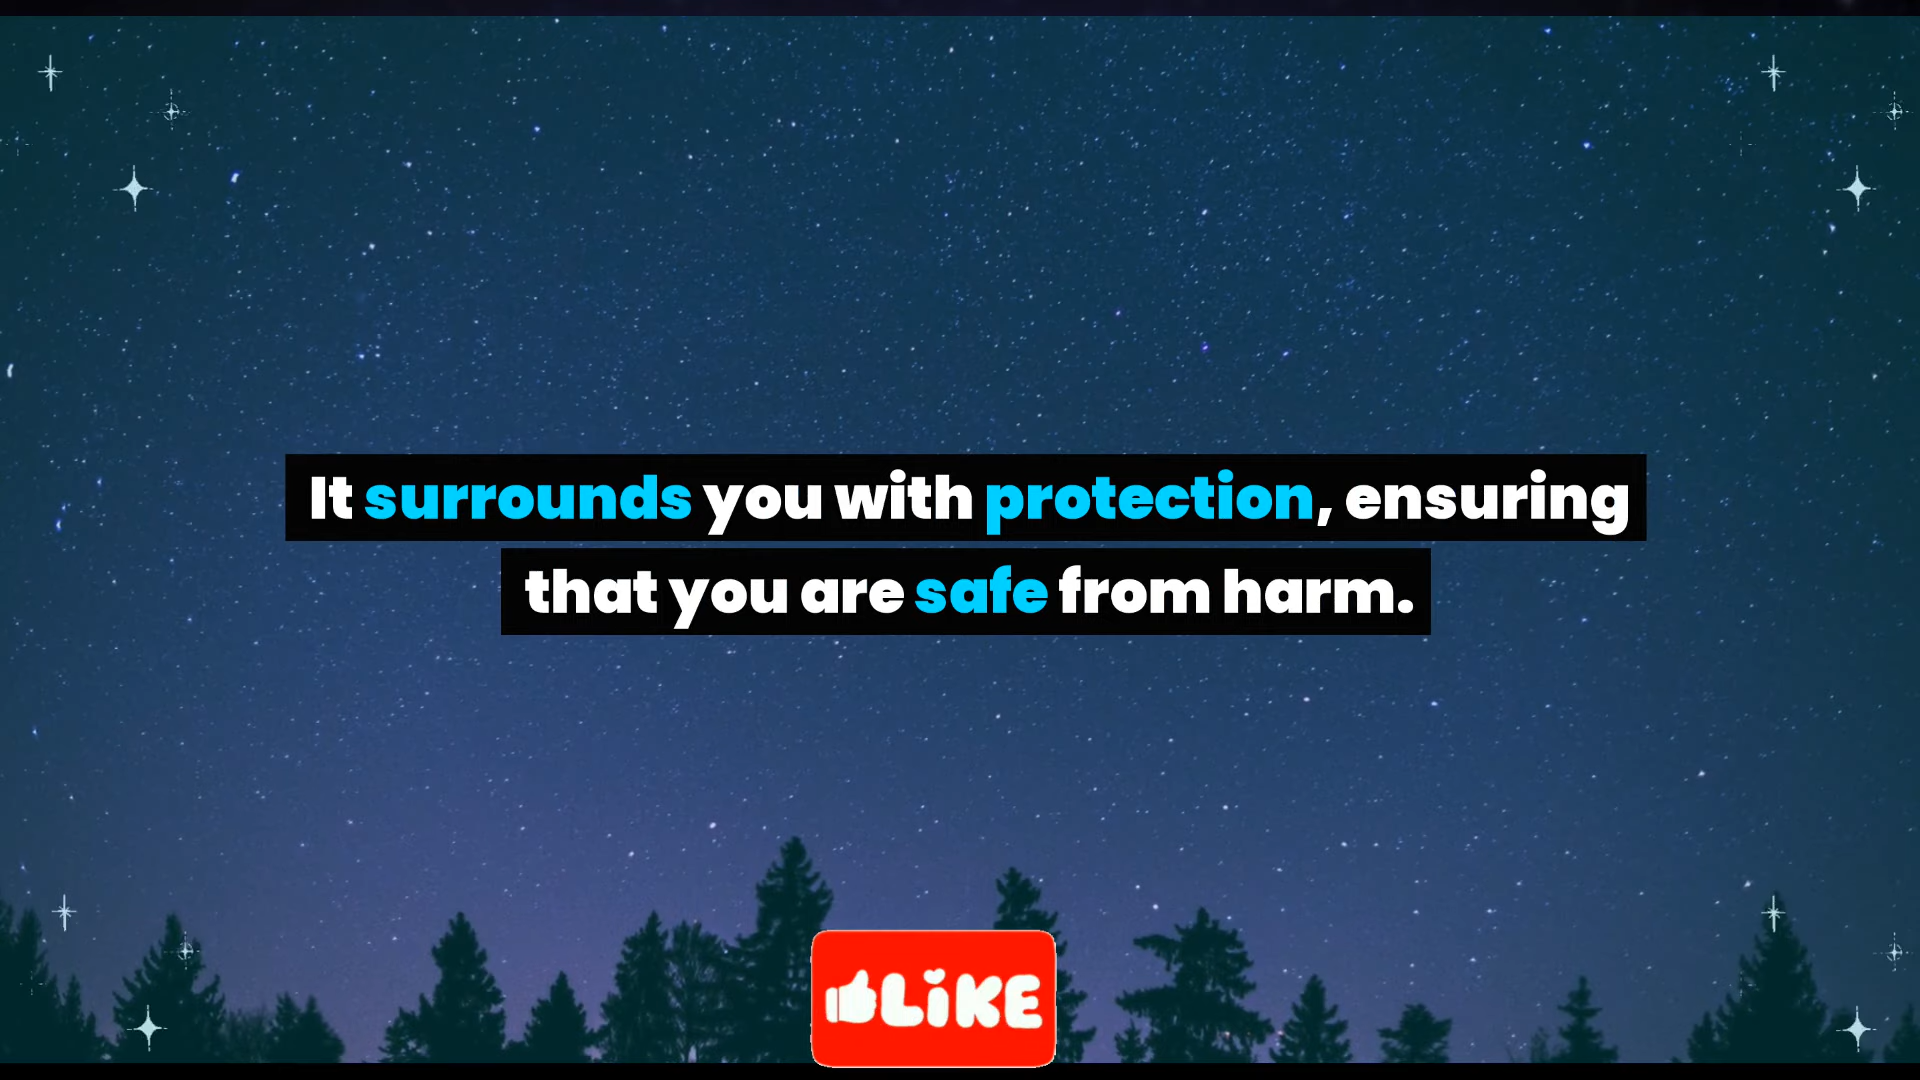 It surrounds you with protection, ensuring
that you are safe from harm.
LiKE